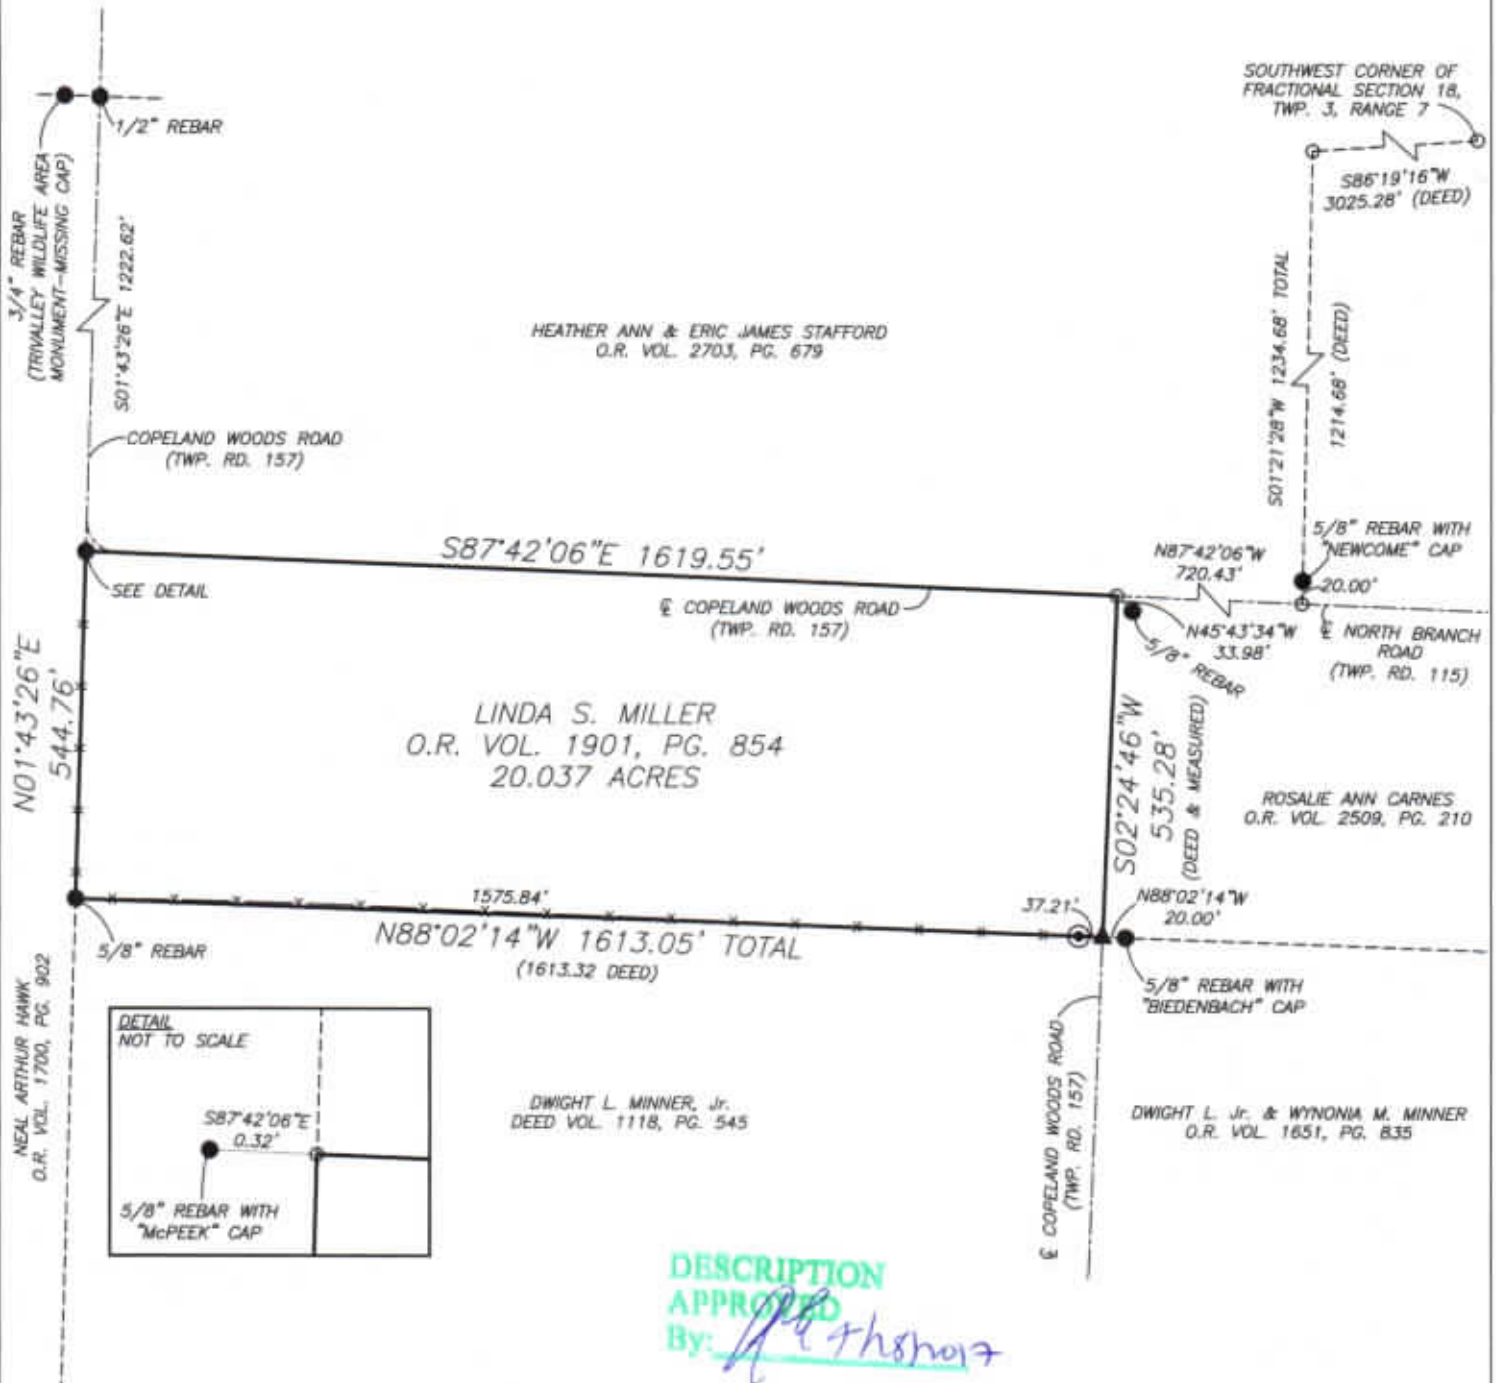 SOUTHWEST CORNER OF
FRACTIONAL SECTION 18,
TWP. 3, RANGE 7
S86°19'16"W
3025.28' (DEED)
1/2" REBAR
3/4" REBAR
(TRIVALLEY WILDLIFE AREA
MONUMENT-MISSING CAP)
S01°43'26"E 1222.62'
HEATHER ANN & ERIC JAMES STAFFORD
O.R. VOL. 2703, PG. 679
S01°21'28"W 1234.68' TOTAL
1214.68' (DEED)
COPELAND WOODS ROAD
(TWP. RD. 157)
5/8" REBAR WITH
"NEWCOME" CAP
20.00'
S87°42'06"E 1619.55'
N87°42'06"W
720.43'
SEE DETAIL
℄ COPELAND WOODS ROAD
(TWP. RD. 157)
N45°43'34"W
33.98'
5/8" REBAR
℄ NORTH BRANCH
ROAD
(TWP. RD. 115)
N01°43'26"E
544.76'
LINDA S. MILLER
O.R. VOL. 1901, PG. 854
20.037 ACRES
S02°24'46"W
535.28'
(DEED & MEASURED)
ROSALIE ANN CARNES
O.R. VOL. 2509, PG. 210
1575.84'
37.21'
N88°02'14"W
20.00'
N88°02'14"W 1613.05' TOTAL
(1613.32 DEED)
5/8" REBAR
5/8" REBAR WITH
"BIEDENBACH" CAP
NEAL ARTHUR HAWK
O.R. VOL. 1700, PG. 902
DETAIL
NOT TO SCALE
S87°42'06"E
0.32'
5/8" REBAR WITH
"McPEEK" CAP
DWIGHT L. MINNER, Jr.
DEED VOL. 1118, PG. 545
℄ COPELAND WOODS ROAD
(TWP. RD. 157)
DWIGHT L. Jr. & WYNONIA M. MINNER
O.R. VOL. 1651, PG. 835
DESCRIPTION
APPROVED
By: